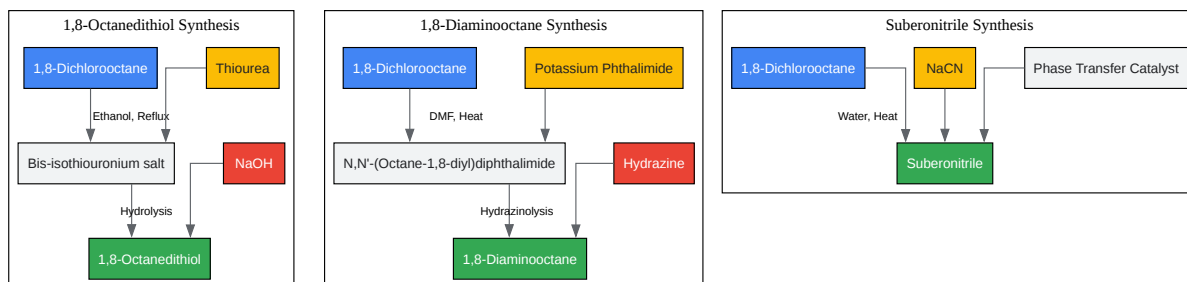 1,8-Octanedithiol Synthesis
1,8-Dichlorooctane
Thiourea
Ethanol, Reflux
Bis-isothiouronium salt
NaOH
Hydrolysis
1,8-Octanedithiol
1,8-Diaminooctane Synthesis
1,8-Dichlorooctane
Potassium Phthalimide
DMF, Heat
N,N'-(Octane-1,8-diyl)diphthalimide
Hydrazine
Hydrazinolysis
1,8-Diaminooctane
Suberonitrile Synthesis
1,8-Dichlorooctane
NaCN
Phase Transfer Catalyst
Water, Heat
Suberonitrile